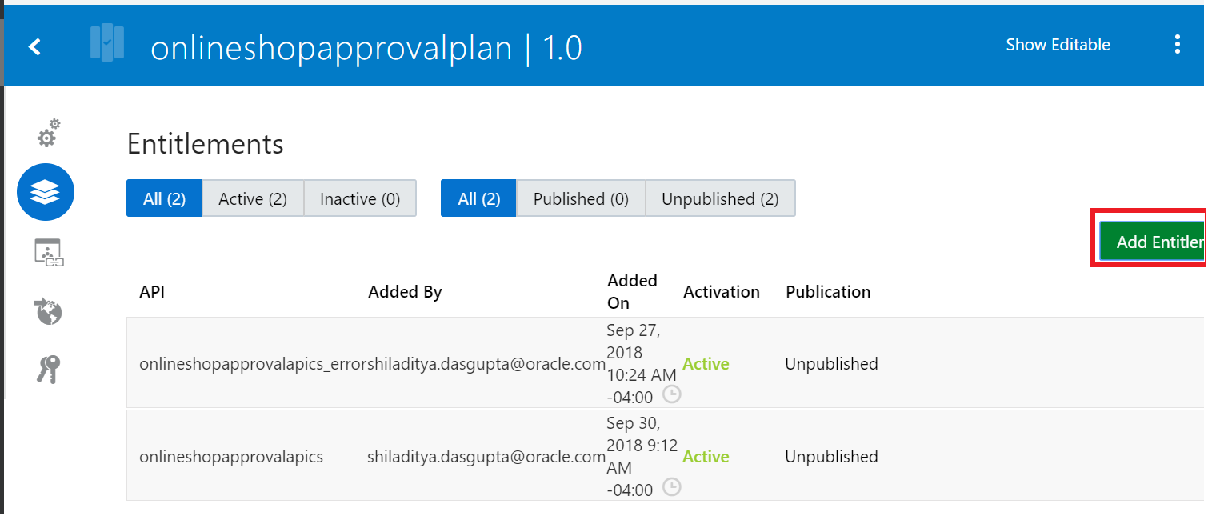 onlineshopapprovalplan | 1.0
Show Editable
Entitlements
All (2) Active (2) Inactive (0) All (2) Published (0) Unpublished (2)
Add Entitler
API Added By Added On Activation Publication
onlineshopapprovalapics_error shiladitya.dasgupta@oracle.com Sep 27, 2018 10:24 AM -04:00 Active Unpublished
onlineshopapprovalapics shiladitya.dasgupta@oracle.com Sep 30, 2018 9:12 AM -04:00 Active Unpublished